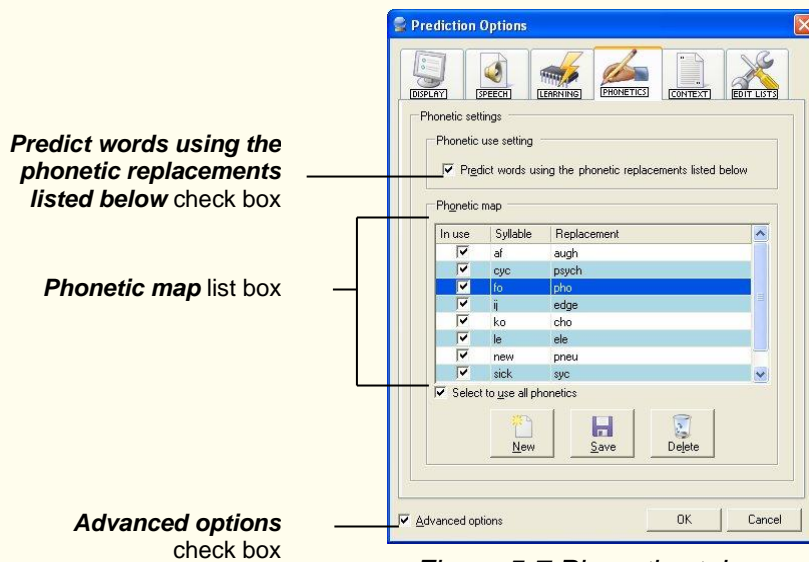 Prediction Options
DISPLAY SPEECH LEARNING PHONETICS CONTEXT EDIT LISTS
Phonetic settings
Phonetic use setting
Predict words using the phonetic replacements listed below
Predict words using the
phonetic replacements
listed below check box
Phonetic map
In use Syllable Replacement
af augh
cyc psych
fo pho
ij edge
ko cho
le ele
new pneu
sick syc
Phonetic map list box
Select to use all phonetics
New Save Delete
Advanced options
check box
Advanced options OK Cancel